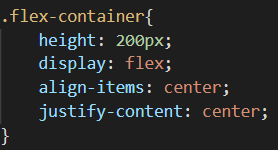 .flex-container{
    height: 200px;
    display: flex;
    align-items: center;
    justify-content: center;
}